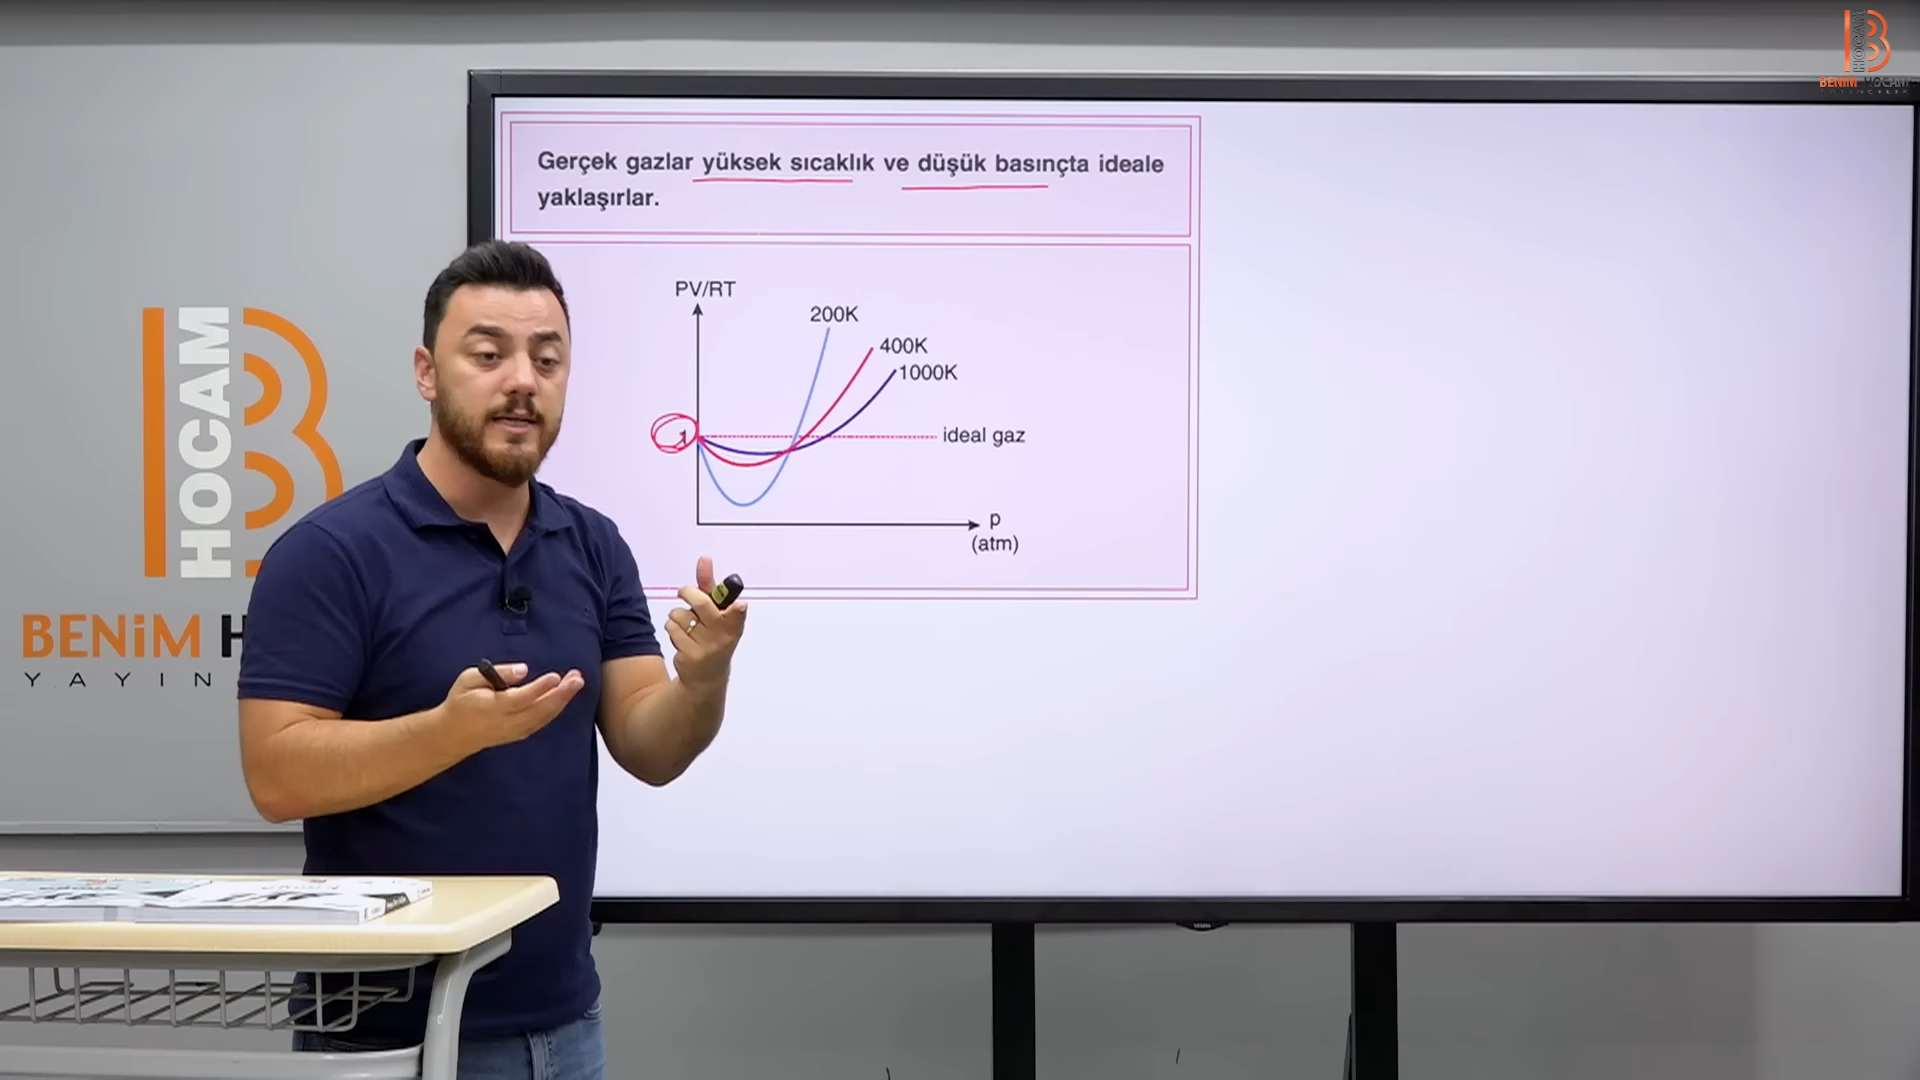 BENİM HOCAM
Gerçek gazlar yüksek sıcaklık ve düşük basınçta ideale
yaklaşırlar.
PV/RT
200K
400K
1000K
1
ideal gaz
p
(atm)
HOCAM
BENİM H
YAYIN